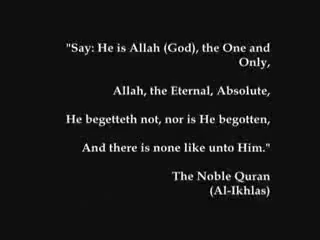 "Say: He is Allah (God), the One and
Only,
Allah, the Eternal, Absolute,
He begetteth not, nor is He begotten,
And there is none like unto Him."
The Noble Quran
(Al-Ikhlas)